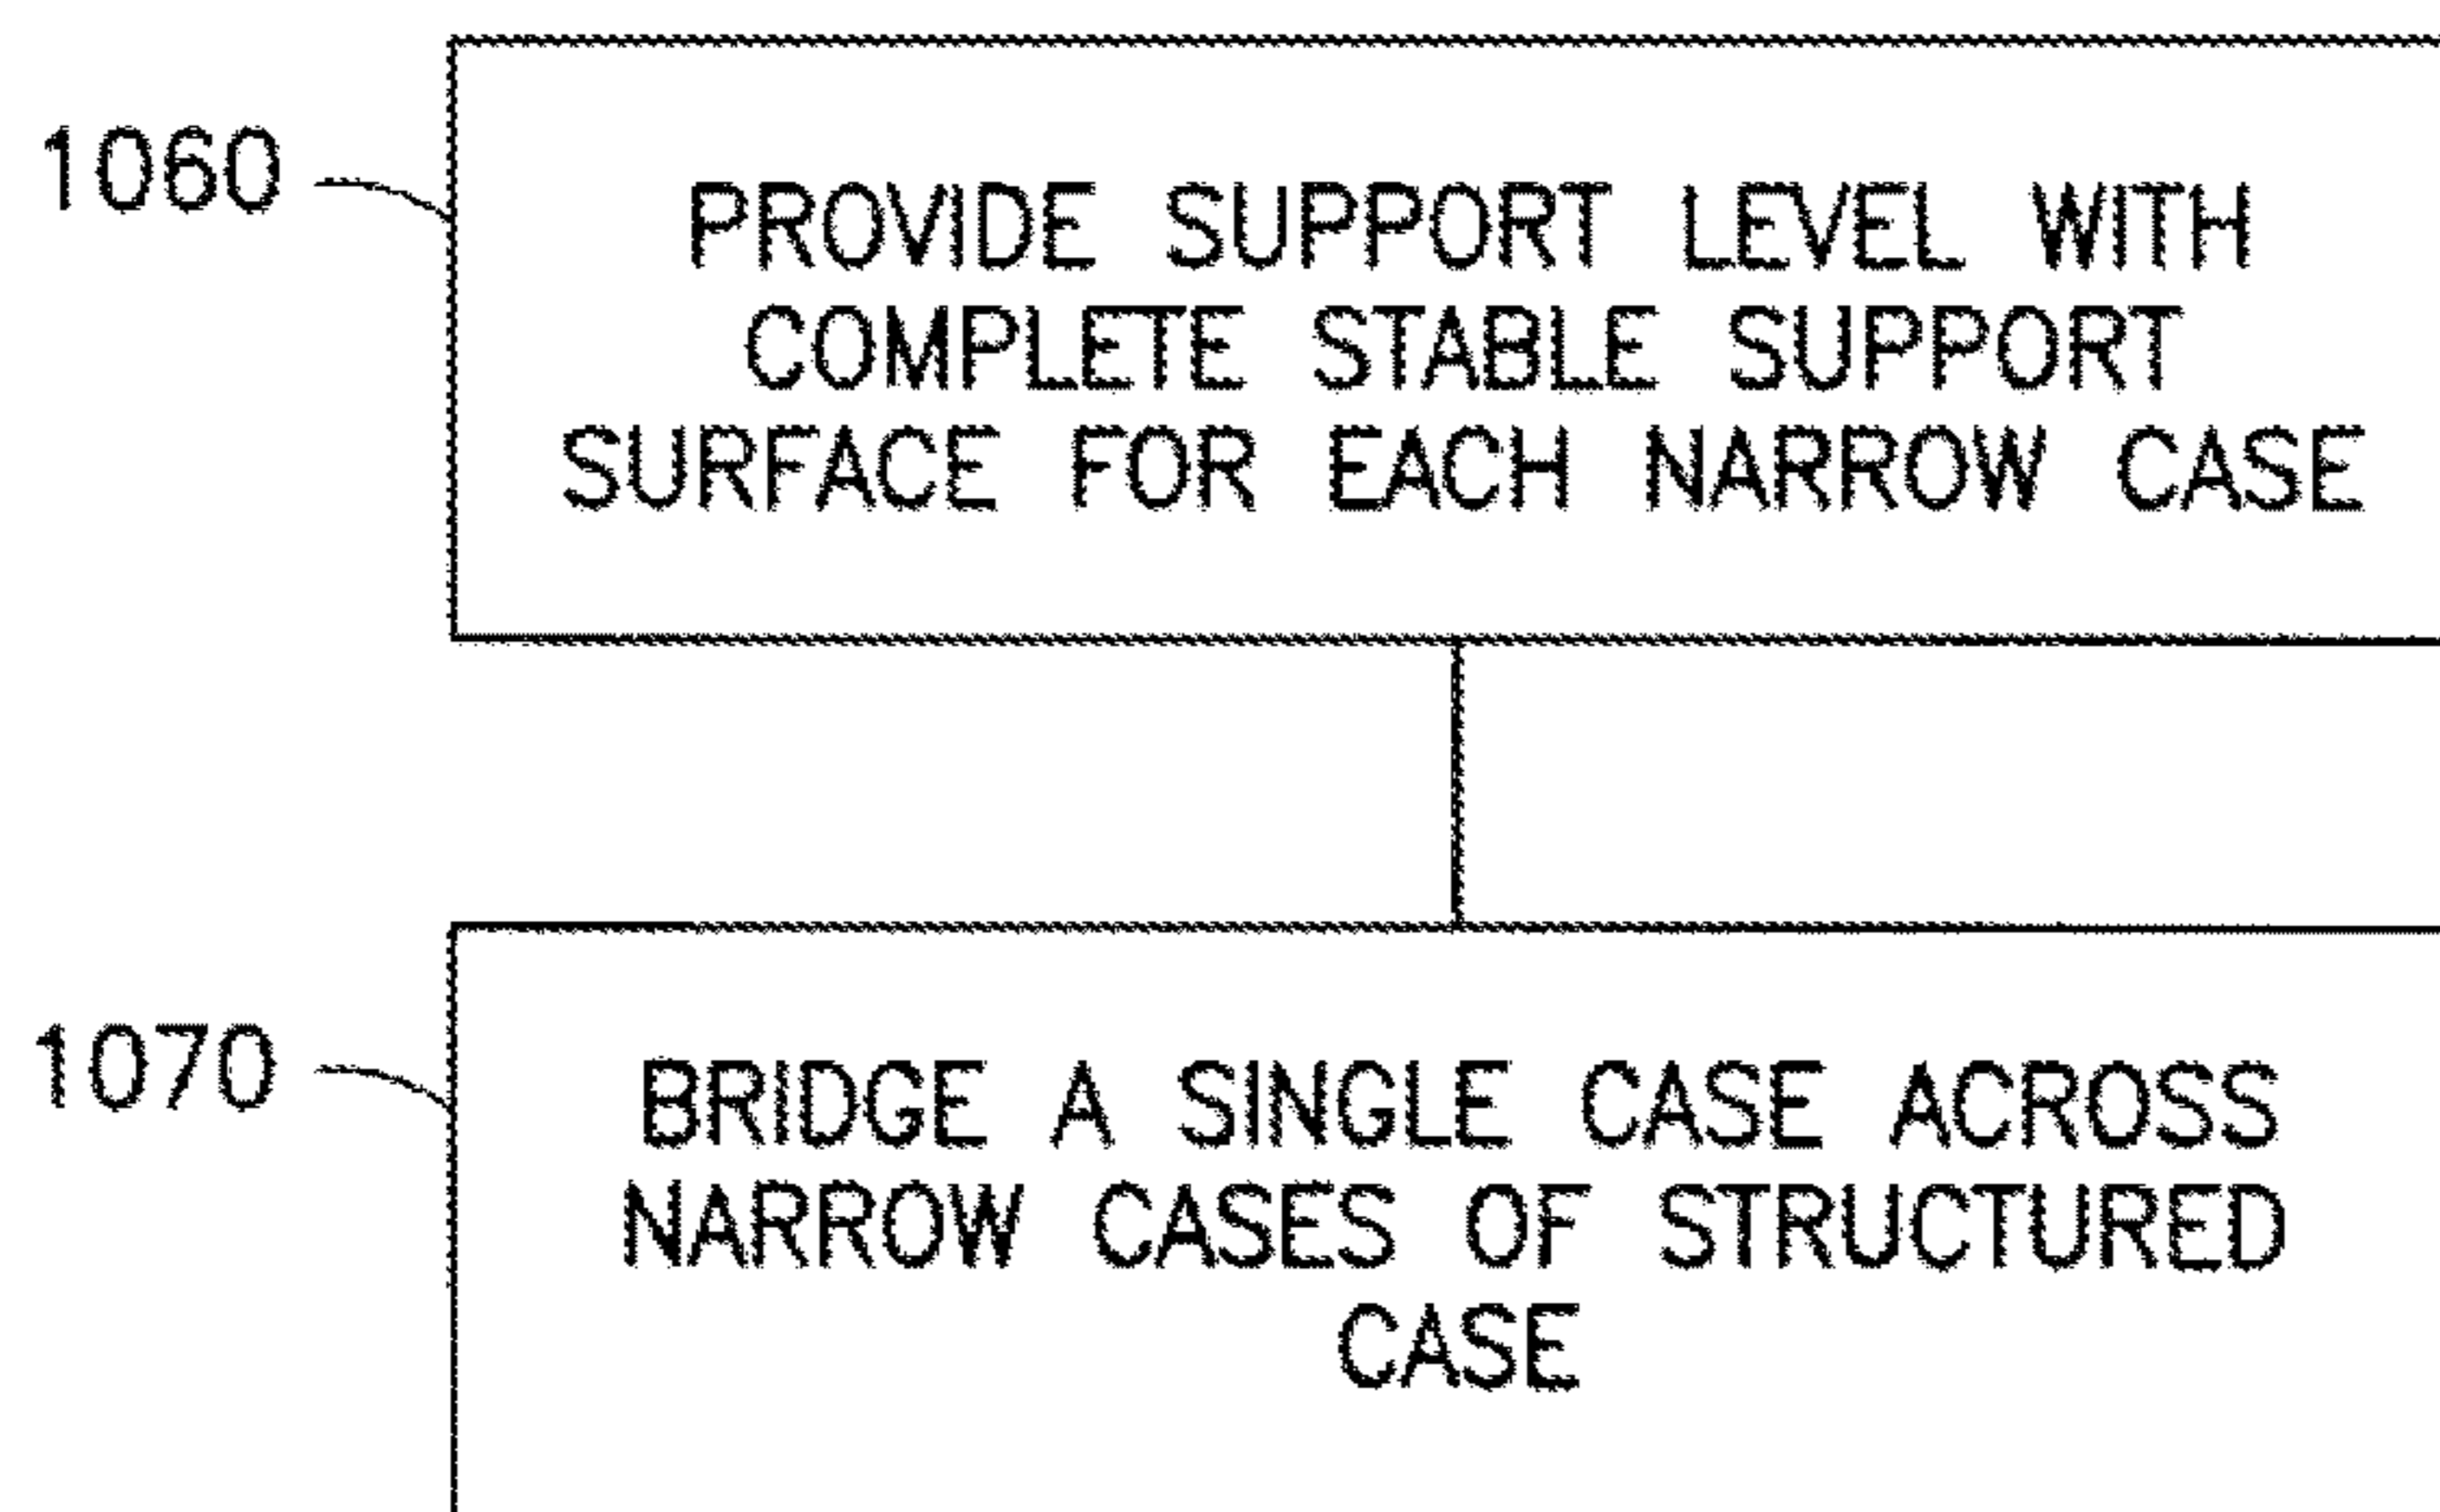 1060
PROVIDE SUPPORT LEVEL WITH
COMPLETE STABLE SUPPORT
SURFACE FOR EACH NARROW CASE
1070
BRIDGE A SINGLE CASE ACROSS
NARROW CASES OF STRUCTURED
CASE